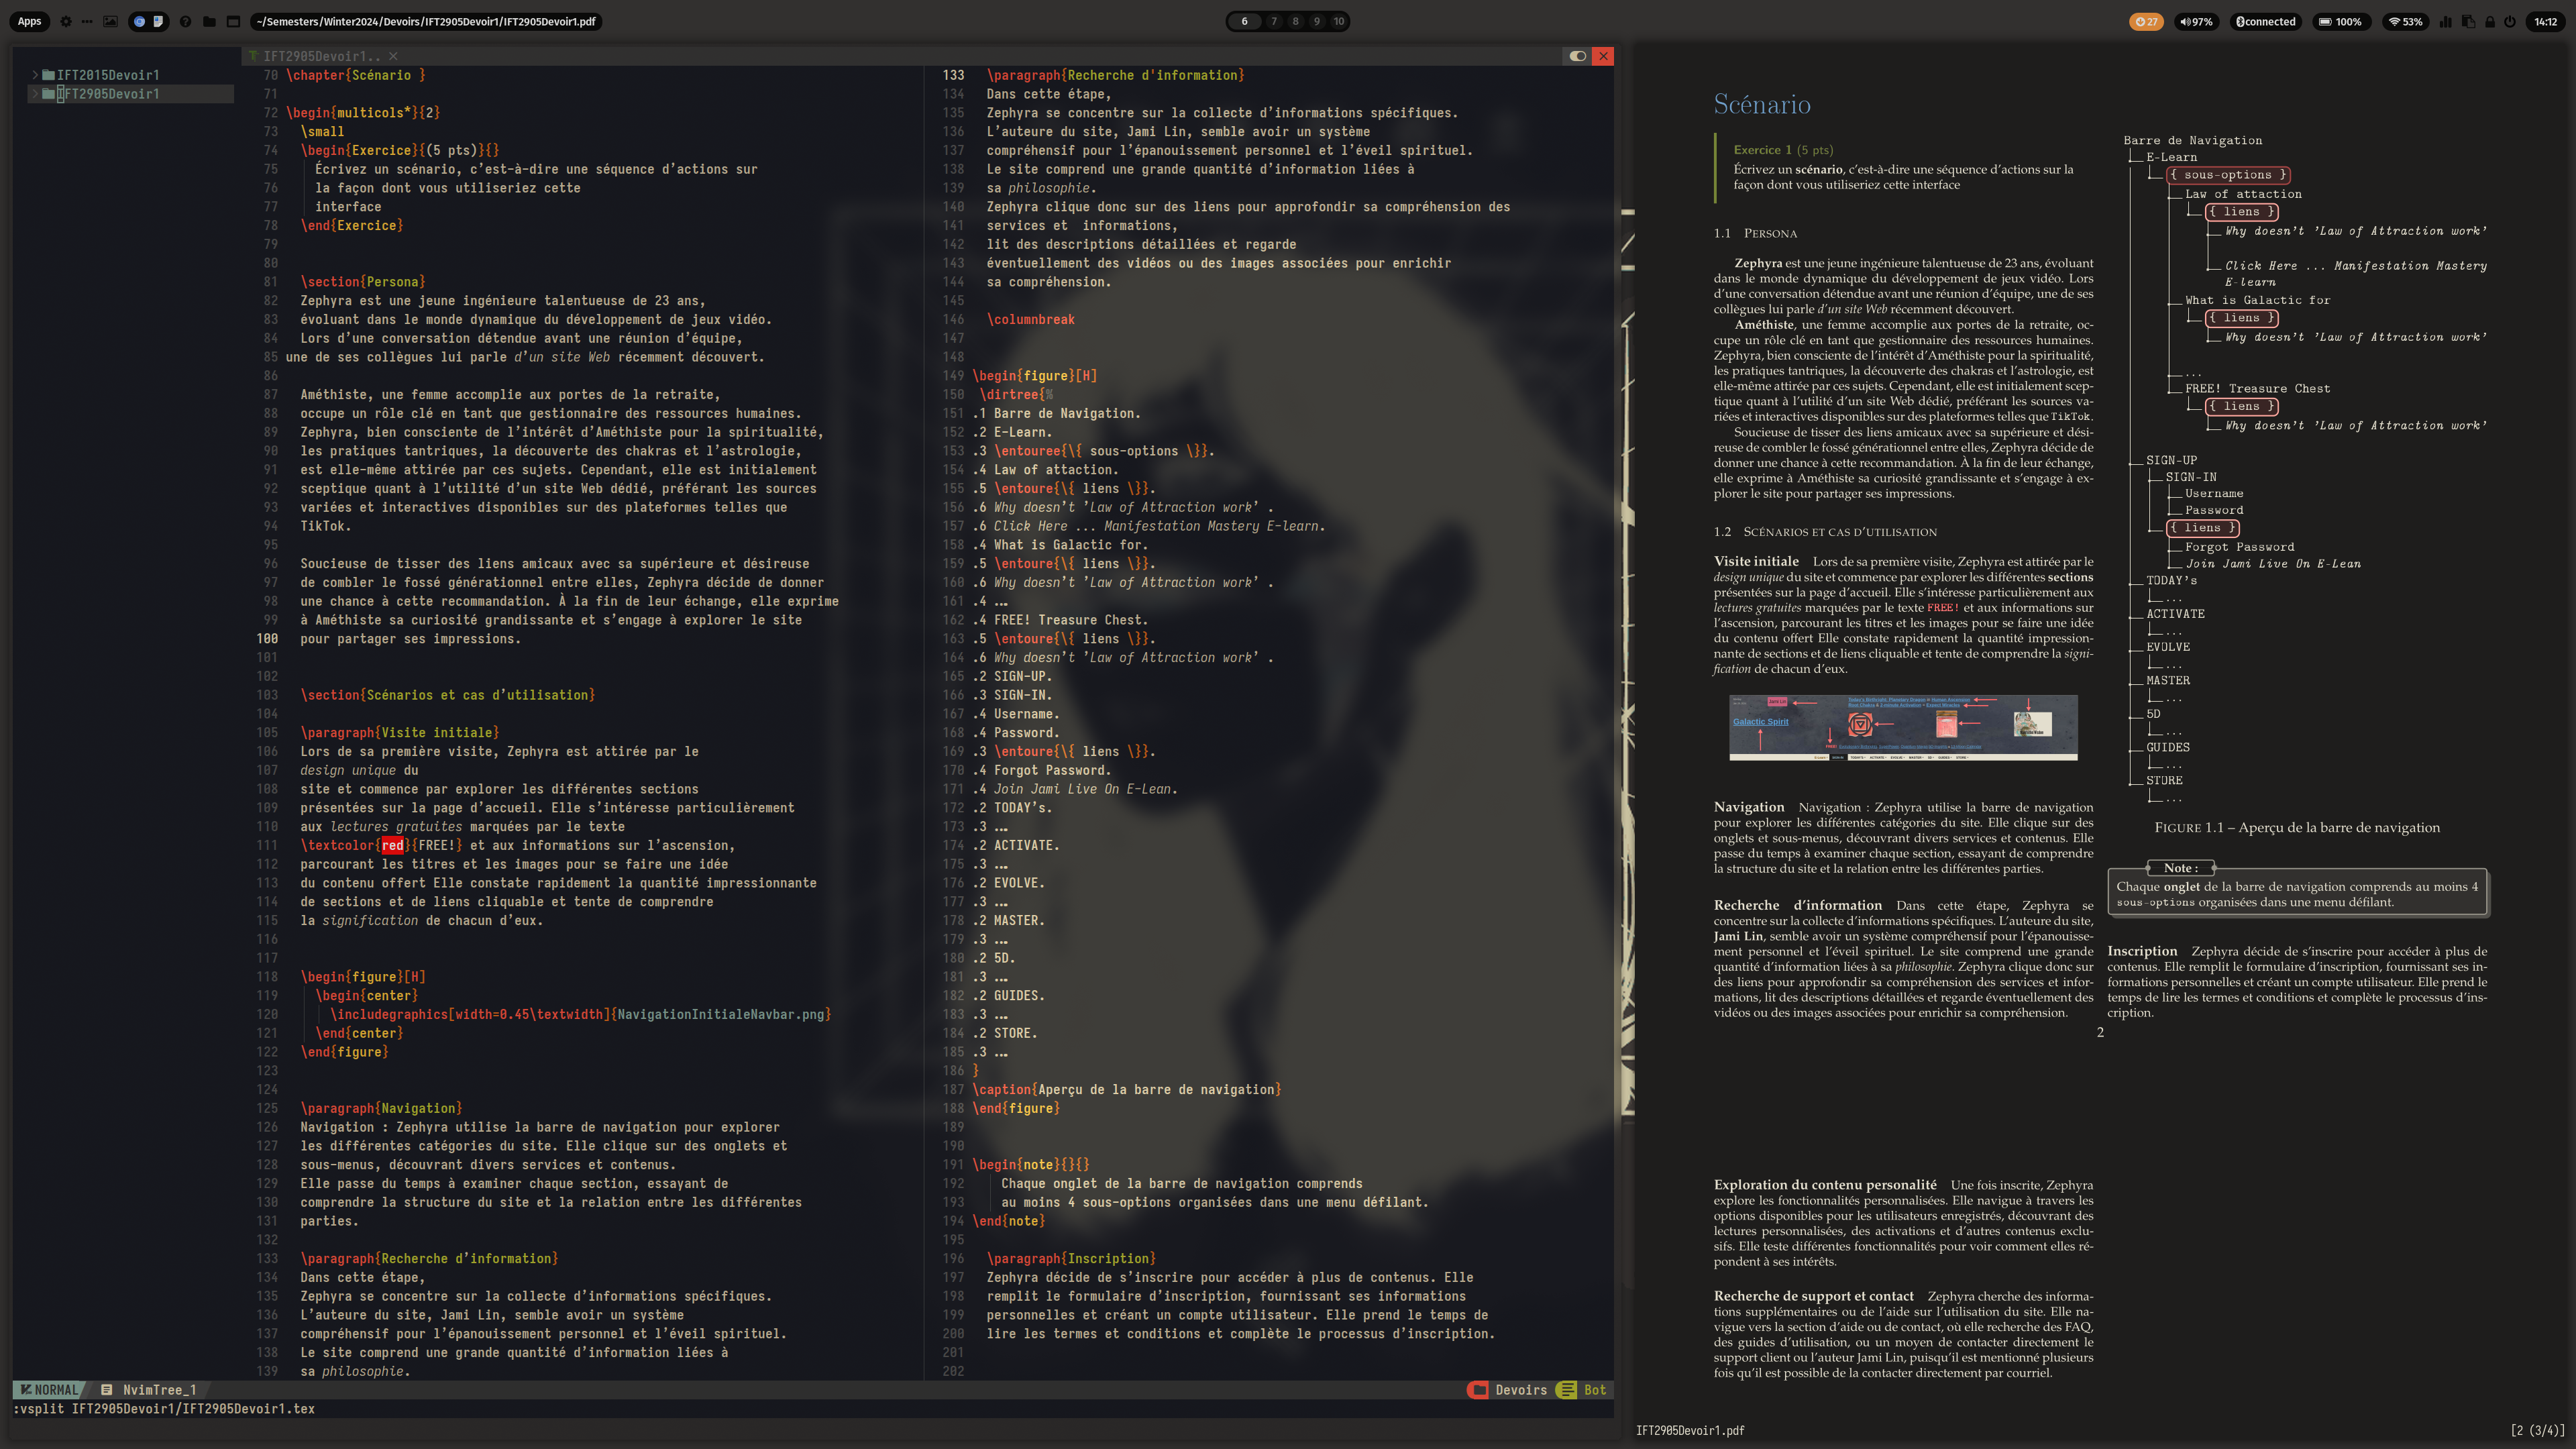 Apps
~/Semesters/Winter2024/Devoirs/IFT2905Devoir1/IFT2905Devoir1.pdf
6 7 8 9 10
27
97%
connected
100%
53%
14:12
IFT2015Devoir1
IFT2905Devoir1
IFT2905Devoir1..
70 \chapter{Scénario }
71
72 \begin{multicols*}{2}
73 \small
74 \begin{Exercice}{(5 pts)}{}
75 Écrivez un scénario, c’est-à-dire une séquence d’actions sur
76 la façon dont vous utiliseriez cette
77 interface
78 \end{Exercice}
79
80
81 \section{Persona}
82 Zephyra est une jeune ingénieure talentueuse de 23 ans,
83 évoluant dans le monde dynamique du développement de jeux vidéo.
84 Lors d’une conversation détendue avant une réunion d’équipe,
85 une de ses collègues lui parle d’un site Web récemment découvert.
86
87 Améthiste, une femme accomplie aux portes de la retraite,
88 occupe un rôle clé en tant que gestionnaire des ressources humaines.
89 Zephyra, bien consciente de l’intérêt d’Améthiste pour la spiritualité,
90 les pratiques tantriques, la découverte des chakras et l’astrologie,
91 est elle-même attirée par ces sujets. Cependant, elle est initialement
92 sceptique quant à l’utilité d’un site Web dédié, préférant les sources
93 variées et interactives disponibles sur des plateformes telles que
94 TikTok.
95
96 Soucieuse de tisser des liens amicaux avec sa supérieure et désireuse
97 de combler le fossé générationnel entre elles, Zephyra décide de donner
98 une chance à cette recommandation. À la fin de leur échange, elle exprime
99 à Améthiste sa curiosité grandissante et s’engage à explorer le site
100 pour partager ses impressions.
101
102
103 \section{Scénarios et cas d’utilisation}
104
105 \paragraph{Visite initiale}
106 Lors de sa première visite, Zephyra est attirée par le
107 design unique du
108 site et commence par explorer les différentes sections
109 présentées sur la page d’accueil. Elle s’intéresse particulièrement
110 aux lectures gratuites marquées par le texte
111 \textcolor{red}{FREE!} et aux informations sur l’ascension,
112 parcourant les titres et les images pour se faire une idée
113 du contenu offert Elle constate rapidement la quantité impressionnante
114 de sections et de liens cliquable et tente de comprendre
115 la signification de chacun d’eux.
116
117
118 \begin{figure}[H]
119 \begin{center}
120 \includegraphics[width=0.45\textwidth]{NavigationInitialeNavbar.png}
121 \end{center}
122 \end{figure}
123
124
125 \paragraph{Navigation}
126 Navigation : Zephyra utilise la barre de navigation pour explorer
127 les différentes catégories du site. Elle clique sur des onglets et
128 sous-menus, découvrant divers services et contenus.
129 Elle passe du temps à examiner chaque section, essayant de
130 comprendre la structure du site et la relation entre les différentes
131 parties.
132
133 \paragraph{Recherche d’information}
134 Dans cette étape,
135 Zephyra se concentre sur la collecte d’informations spécifiques.
136 L’auteure du site, Jami Lin, semble avoir un système
137 compréhensif pour l’épanouissement personnel et l’éveil spirituel.
138 Le site comprend une grande quantité d’information liées à
139 sa philosophie.
133 \paragraph{Recherche d'information}
134 Dans cette étape,
135 Zephyra se concentre sur la collecte d’informations spécifiques.
136 L’auteure du site, Jami Lin, semble avoir un système
137 compréhensif pour l’épanouissement personnel et l’éveil spirituel.
138 Le site comprend une grande quantité d’information liées à
139 sa philosophie.
140 Zephyra clique donc sur des liens pour approfondir sa compréhension des
141 services et informations,
142 lit des descriptions détaillées et regarde
143 éventuellement des vidéos ou des images associées pour enrichir
144 sa compréhension.
145
146 \columnbreak
147
148
149 \begin{figure}[H]
150 \dirtree{%
151 .1 Barre de Navigation.
152 .2 E-Learn.
153 .3 \entouree{\{ sous-options \}}.
154 .4 Law of attaction.
155 .5 \entoure{\{ liens \}}.
156 .6 Why doesn’t ’Law of Attraction work’ .
157 .6 Click Here ... Manifestation Mastery E-learn.
158 .4 What is Galactic for.
159 .5 \entoure{\{ liens \}}.
160 .6 Why doesn’t ’Law of Attraction work’ .
161 .4 ...
162 .4 FREE! Treasure Chest.
163 .5 \entoure{\{ liens \}}.
164 .6 Why doesn’t ’Law of Attraction work’ .
165 .2 SIGN-UP.
166 .3 SIGN-IN.
167 .4 Username.
168 .4 Password.
169 .3 \entoure{\{ liens \}}.
170 .4 Forgot Password.
171 .4 Join Jami Live On E-Lean.
172 .2 TODAY’s.
173 .3 ...
174 .2 ACTIVATE.
175 .3 ...
176 .2 EVOLVE.
177 .3 ...
178 .2 MASTER.
179 .3 ...
180 .2 5D.
181 .3 ...
182 .2 GUIDES.
183 .3 ...
184 .2 STORE.
185 .3 ...
186 }
187 \caption{Aperçu de la barre de navigation}
188 \end{figure}
189
190
191 \begin{note}{}{}
192 Chaque onglet de la barre de navigation comprends
193 au moins 4 sous-options organisées dans une menu défilant.
194 \end{note}
195
196 \paragraph{Inscription}
197 Zephyra décide de s’inscrire pour accéder à plus de contenus. Elle
198 remplit le formulaire d’inscription, fournissant ses informations
199 personnelles et créant un compte utilisateur. Elle prend le temps de
200 lire les termes et conditions et complète le processus d’inscription.
201
202
NORMAL NvimTree_1
Devoirs Bot
:vsplit IFT2905Devoir1/IFT2905Devoir1.tex
Scénario
Exercice 1 (5 pts)
Écrivez un scénario, c’est-à-dire une séquence d’actions sur la
façon dont vous utiliseriez cette interface
1.1 Persona
Zephyra est une jeune ingénieure talentueuse de 23 ans, évoluant
dans le monde dynamique du développement de jeux vidéo. Lors
d’une conversation détendue avant une réunion d’équipe, une de ses
collègues lui parle d’un site Web récemment découvert.
Améthiste, une femme accomplie aux portes de la retraite, oc-
cupe un rôle clé en tant que gestionnaire des ressources humaines.
Zephyra, bien consciente de l’intérêt d’Améthiste pour la spiritualité,
les pratiques tantriques, la découverte des chakras et l’astrologie, est
elle-même attirée par ces sujets. Cependant, elle est initialement scep-
tique quant à l’utilité d’un site Web dédié, préférant les sources va-
riées et interactives disponibles sur des plateformes telles que TikTok.
Soucieuse de tisser des liens amicaux avec sa supérieure et dési-
reuse de combler le fossé générationnel entre elles, Zephyra décide de
donner une chance à cette recommandation. À la fin de leur échange,
elle exprime à Améthiste sa curiosité grandissante et s’engage à ex-
plorer le site pour partager ses impressions.
1.2 Scénarios et cas d’utilisation
Visite initiale Lors de sa première visite, Zephyra est attirée par le
design unique du site et commence par explorer les différentes sections
présentées sur la page d’accueil. Elle s’intéresse particulièrement aux
lectures gratuites marquées par le texte FREE! et aux informations sur
l’ascension, parcourant les titres et les images pour se faire une idée
du contenu offert Elle constate rapidement la quantité impression-
nante de sections et de liens cliquable et tente de comprendre la signi-
fication de chacun d’eux.
Galactic Spirit
Navigation Navigation : Zephyra utilise la barre de navigation
pour explorer les différentes catégories du site. Elle clique sur des
onglets et sous-menus, découvrant divers services et contenus. Elle
passe du temps à examiner chaque section, essayant de comprendre
la structure du site et la relation entre les différentes parties.
Recherche d’information Dans cette étape, Zephyra se
concentre sur la collecte d’informations spécifiques. L’auteure du site,
Jami Lin, semble avoir un système compréhensif pour l’épanouisse-
ment personnel et l’éveil spirituel. Le site comprend une grande
quantité d’information liées à sa philosophie. Zephyra clique donc sur
des liens pour approfondir sa compréhension des services et infor-
mations, lit des descriptions détaillées et regarde éventuellement des
vidéos ou des images associées pour enrichir sa compréhension.
Barre de Navigation
E-Learn
{ sous-options }
Law of attaction
{ liens }
Why doesn’t ’Law of Attraction work’
Click Here ... Manifestation Mastery
E-learn
What is Galactic for
{ liens }
Why doesn’t ’Law of Attraction work’
...
FREE! Treasure Chest
{ liens }
Why doesn’t ’Law of Attraction work’
SIGN-UP
SIGN-IN
Username
Password
{ liens }
Forgot Password
Join Jami Live On E-Lean
TODAY’s
...
ACTIVATE
...
EVOLVE
...
MASTER
...
5D
...
GUIDES
...
STORE
...
Figure 1.1 – Aperçu de la barre de navigation
Note :
Chaque onglet de la barre de navigation comprends au moins 4
sous-options organisées dans une menu défilant.
Inscription Zephyra décide de s’inscrire pour accéder à plus de
contenus. Elle remplit le formulaire d’inscription, fournissant ses in-
formations personnelles et créant un compte utilisateur. Elle prend le
temps de lire les termes et conditions et complète le processus d’ins-
cription.
2
Exploration du contenu personalité Une fois inscrite, Zephyra
explore les fonctionnalités personnalisées. Elle navigue à travers les
options disponibles pour les utilisateurs enregistrés, découvrant des
lectures personnalisées, des activations et d’autres contenus exclu-
sifs. Elle teste différentes fonctionnalités pour voir comment elles ré-
pondent à ses intérêts.
Recherche de support et contact Zephyra cherche des informa-
tions supplémentaires ou de l’aide sur l’utilisation du site. Elle na-
vigue vers la section d’aide ou de contact, où elle recherche des FAQ,
des guides d’utilisation, ou un moyen de contacter directement le
support client ou l’auteur Jami Lin, puisqu’il est mentionné plusieurs
fois qu’il est possible de la contacter directement par courriel.
IFT2905Devoir1.pdf
[2 (3/4)]